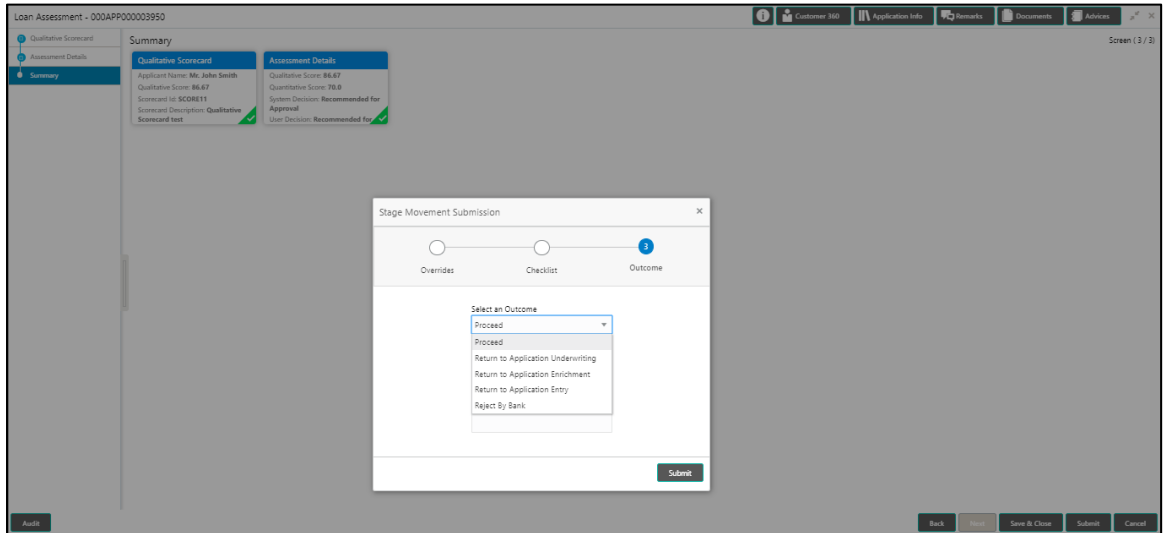 Loan Assessment - 000APP000003950
Customer 360
Application Info
Remarks
Documents
Advices
Qualitative Scorecard
Assessment Details
Summary
Summary
Screen ( 3 / 3)
Qualitative Scorecard
Applicant Name: Mr. John Smith
Qualitative Score: 86.67
Scorecard Id: SCORE11
Scorecard Description: Qualitative
Scorecard test
Assessment Details
Qualitative Score: 86.67
Quantitative Score: 70.0
System Decision: Recommended for
Approval
User Decision: Recommended for
Stage Movement Submission
3
Overrides
Checklist
Outcome
Select an Outcome
Proceed
Proceed
Return to Application Underwriting
Return to Application Enrichment
Return to Application Entry
Reject By Bank
Submit
Audit
Back
Next
Save & Close
Submit
Cancel